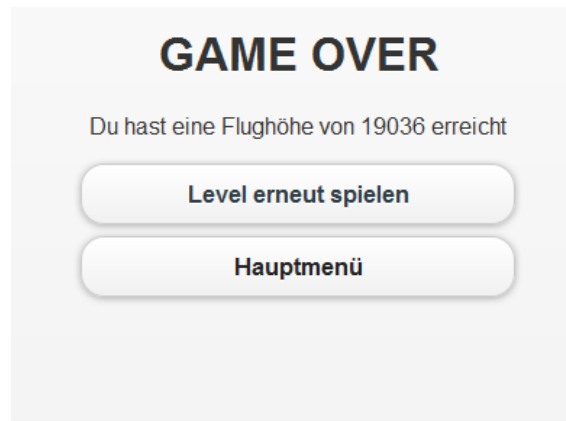 GAME OVER
Du hast eine Flughöhe von 19036 erreicht
Level erneut spielen
Hauptmenü